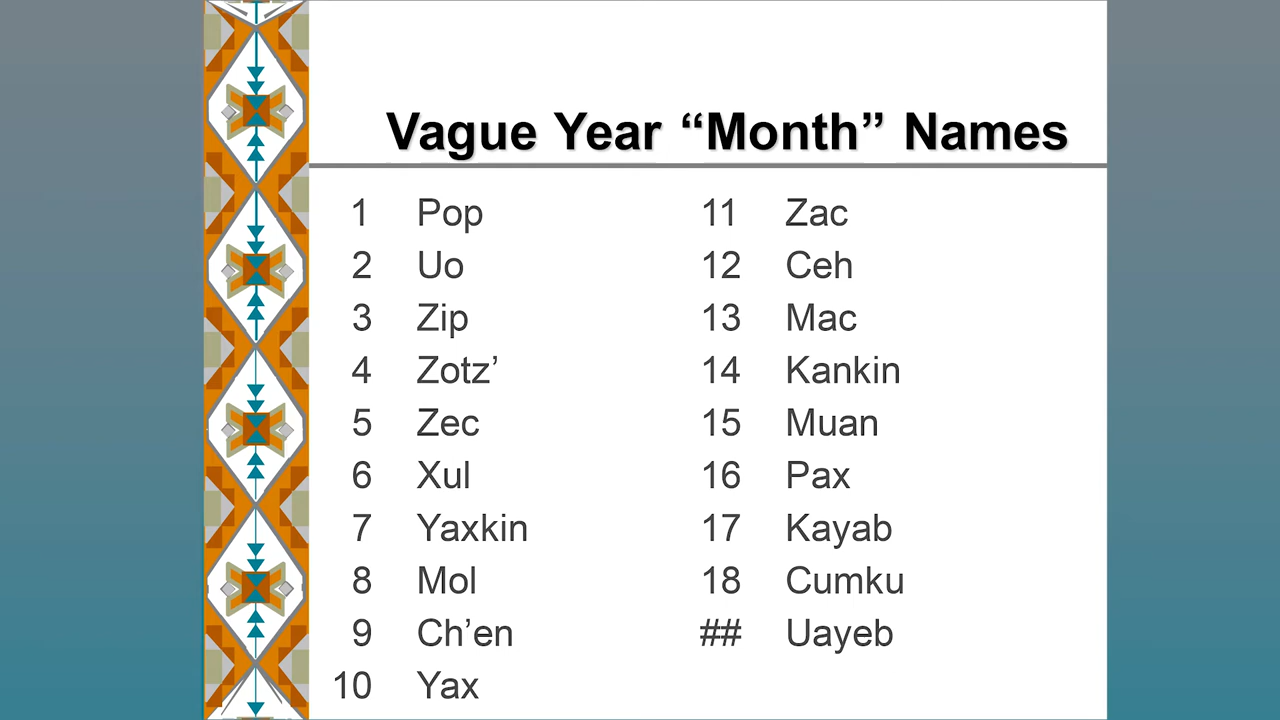 Vague Year “Month” Names
1 Pop
2 Uo
3 Zip
4 Zotz’
5 Zec
6 Xul
7 Yaxkin
8 Mol
9 Ch’en
10 Yax
11 Zac
12 Ceh
13 Mac
14 Kankin
15 Muan
16 Pax
17 Kayab
18 Cumku
## Uayeb